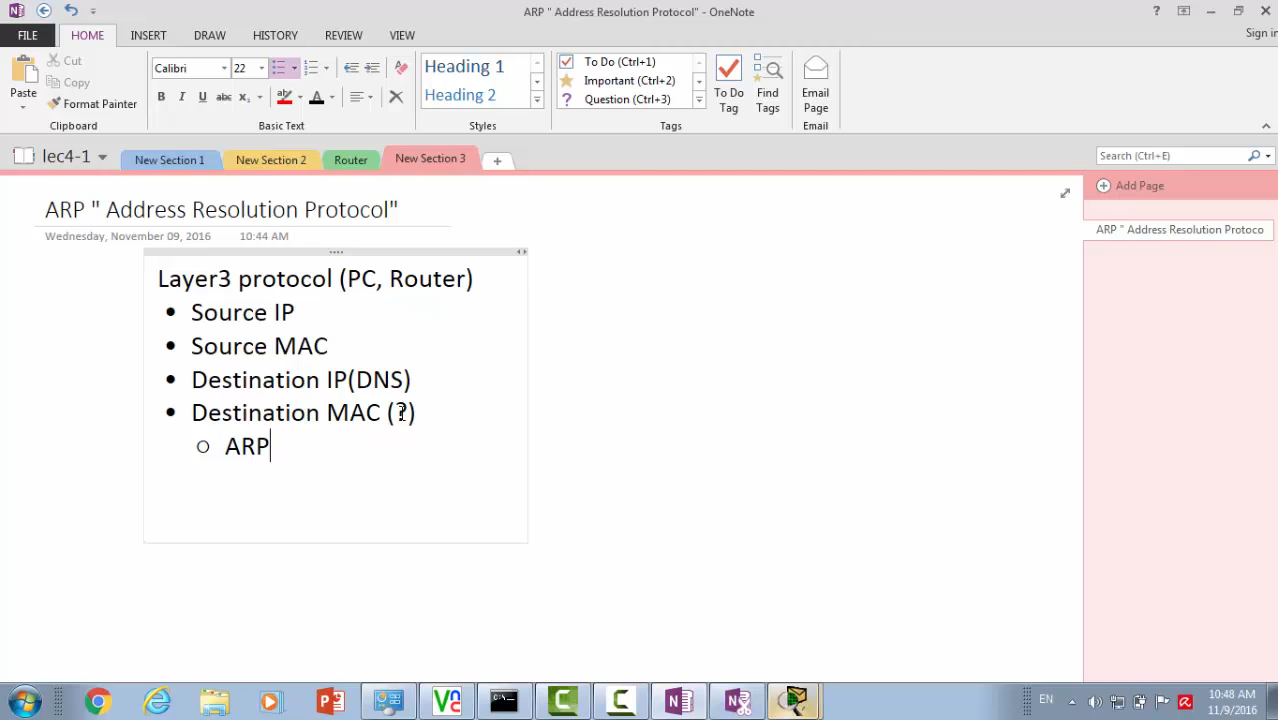 ARP " Address Resolution Protocol" - OneNote
? 
Sign in
FILE HOME INSERT DRAW HISTORY REVIEW VIEW
Paste
Cut
Copy
Format Painter
Clipboard
Calibri 22
B I U abc A
Basic Text
Heading 1
Heading 2
Styles
To Do (Ctrl+1)
Important (Ctrl+2)
Question (Ctrl+3)
Tags
To Do
Tag
Find
Tags
Email
Page
Email
lec4-1 New Section 1 New Section 2 Router New Section 3
Search (Ctrl+E)
Add Page
ARP " Address Resolution Protoco
ARP " Address Resolution Protocol"
Wednesday, November 09, 2016 10:44 AM
Layer3 protocol (PC, Router)
• Source IP
• Source MAC
• Destination IP(DNS)
• Destination MAC (?)
○ ARP
EN
10:48 AM
11/9/2016